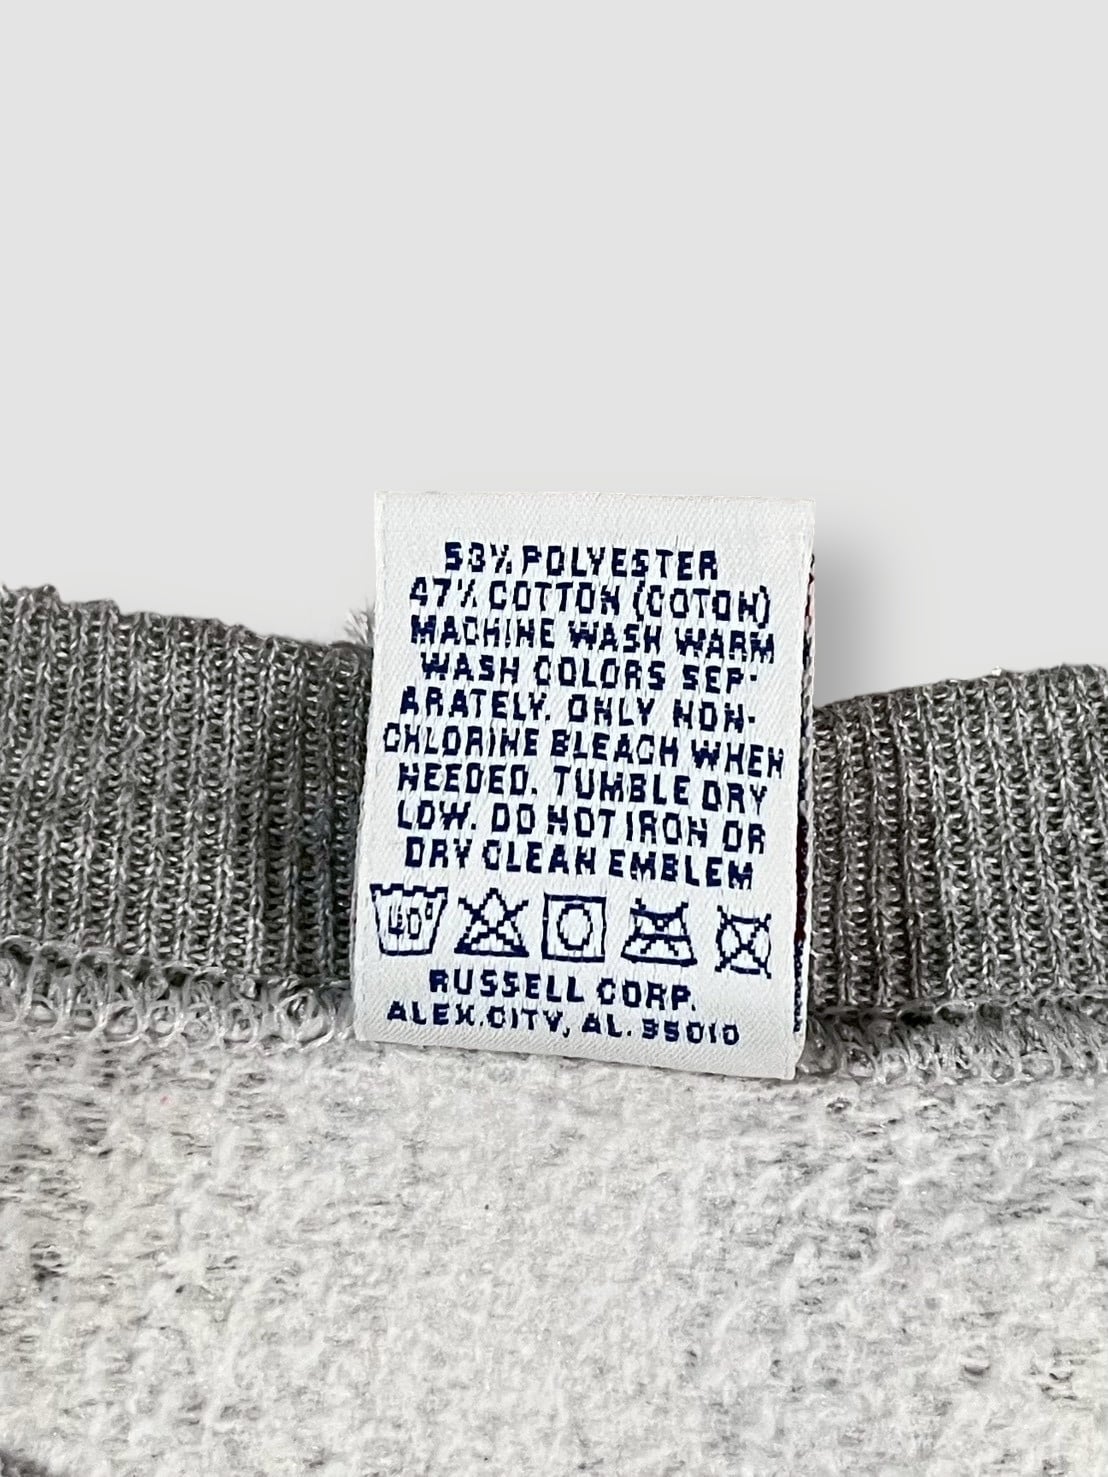 53% POLYESTER
47% COTTON (COTON)
MACHINE WASH WARM
WASH COLORS SEP-
ARATELY. ONLY NON-
CHLORINE BLEACH WHEN
NEEDED. TUMBLE DRY
LOW. DO NOT IRON OR
DRY CLEAN EMBLEM
40°
RUSSELL CORP.
ALEX.CITY, AL. 35010